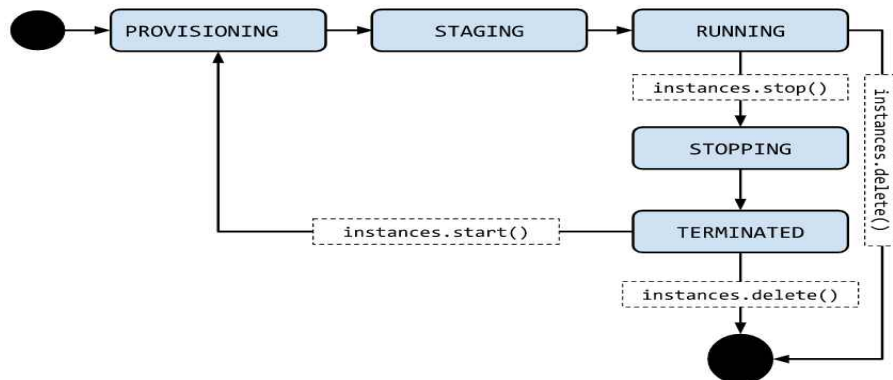 PROVISIONING
STAGING
RUNNING
instances.stop()
instances.delete()
STOPPING
instances.start()
TERMINATED
instances.delete()